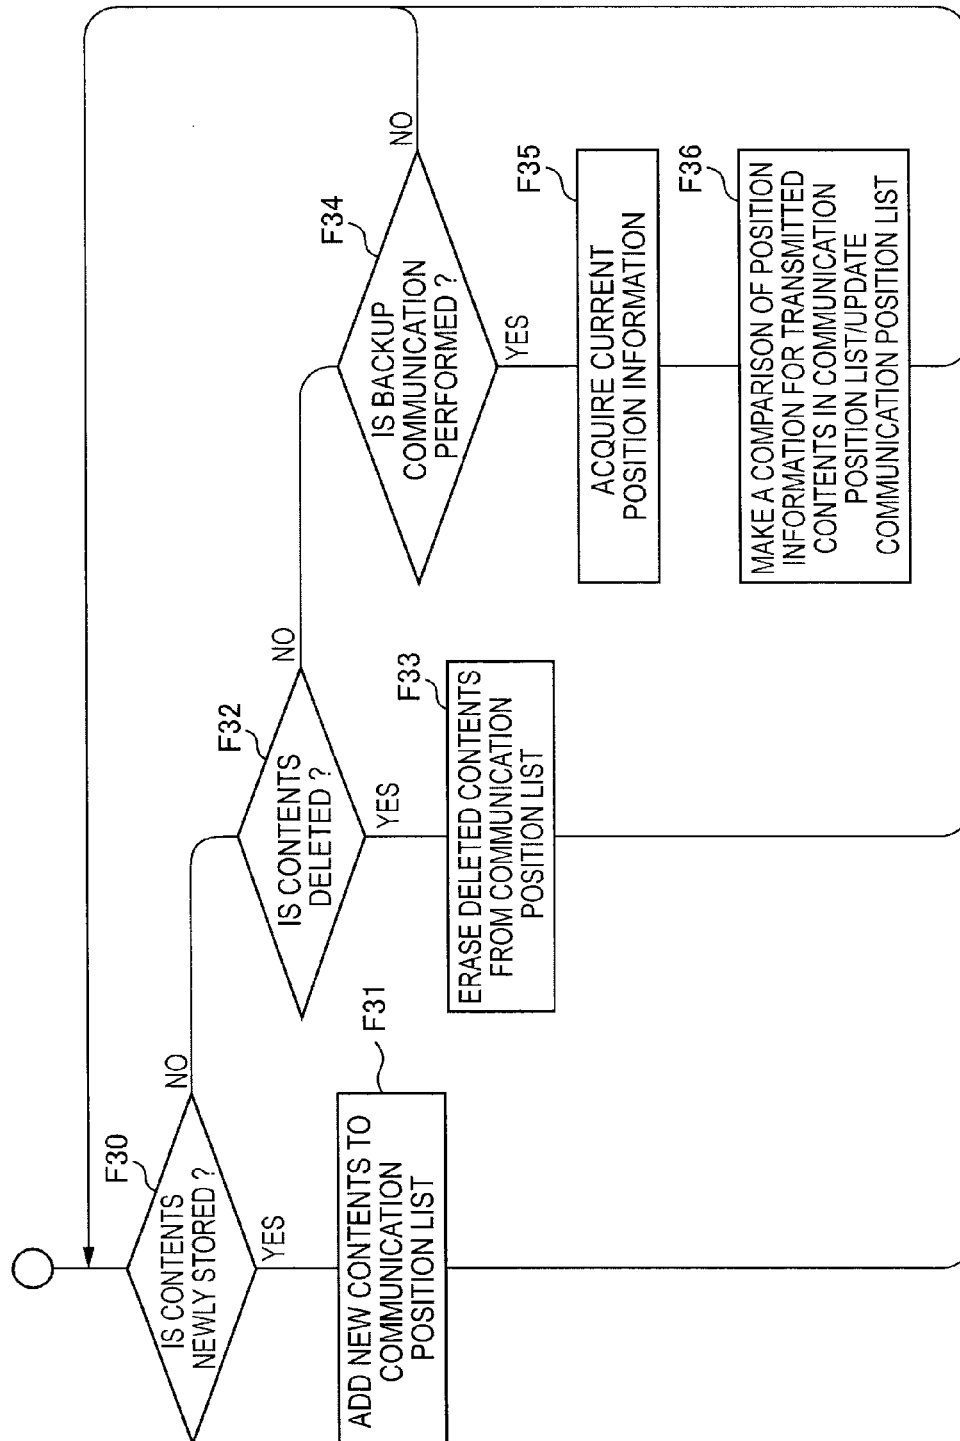 F30
IS CONTENTS
NEWLY STORED ?
NO
YES
F31
ADD NEW CONTENTS TO
COMMUNICATION
POSITION LIST
F32
IS CONTENTS
DELETED ?
NO
YES
F33
ERASE DELETED CONTENTS
FROM COMMUNICATION
POSITION LIST
F34
IS BACKUP
COMMUNICATION
PERFORMED ?
NO
YES
F35
ACQUIRE CURRENT
POSITION INFORMATION
F36
MAKE A COMPARISON OF POSITION
INFORMATION FOR TRANSMITTED
CONTENTS IN COMMUNICATION
POSITION LIST/UPDATE
COMMUNICATION POSITION LIST